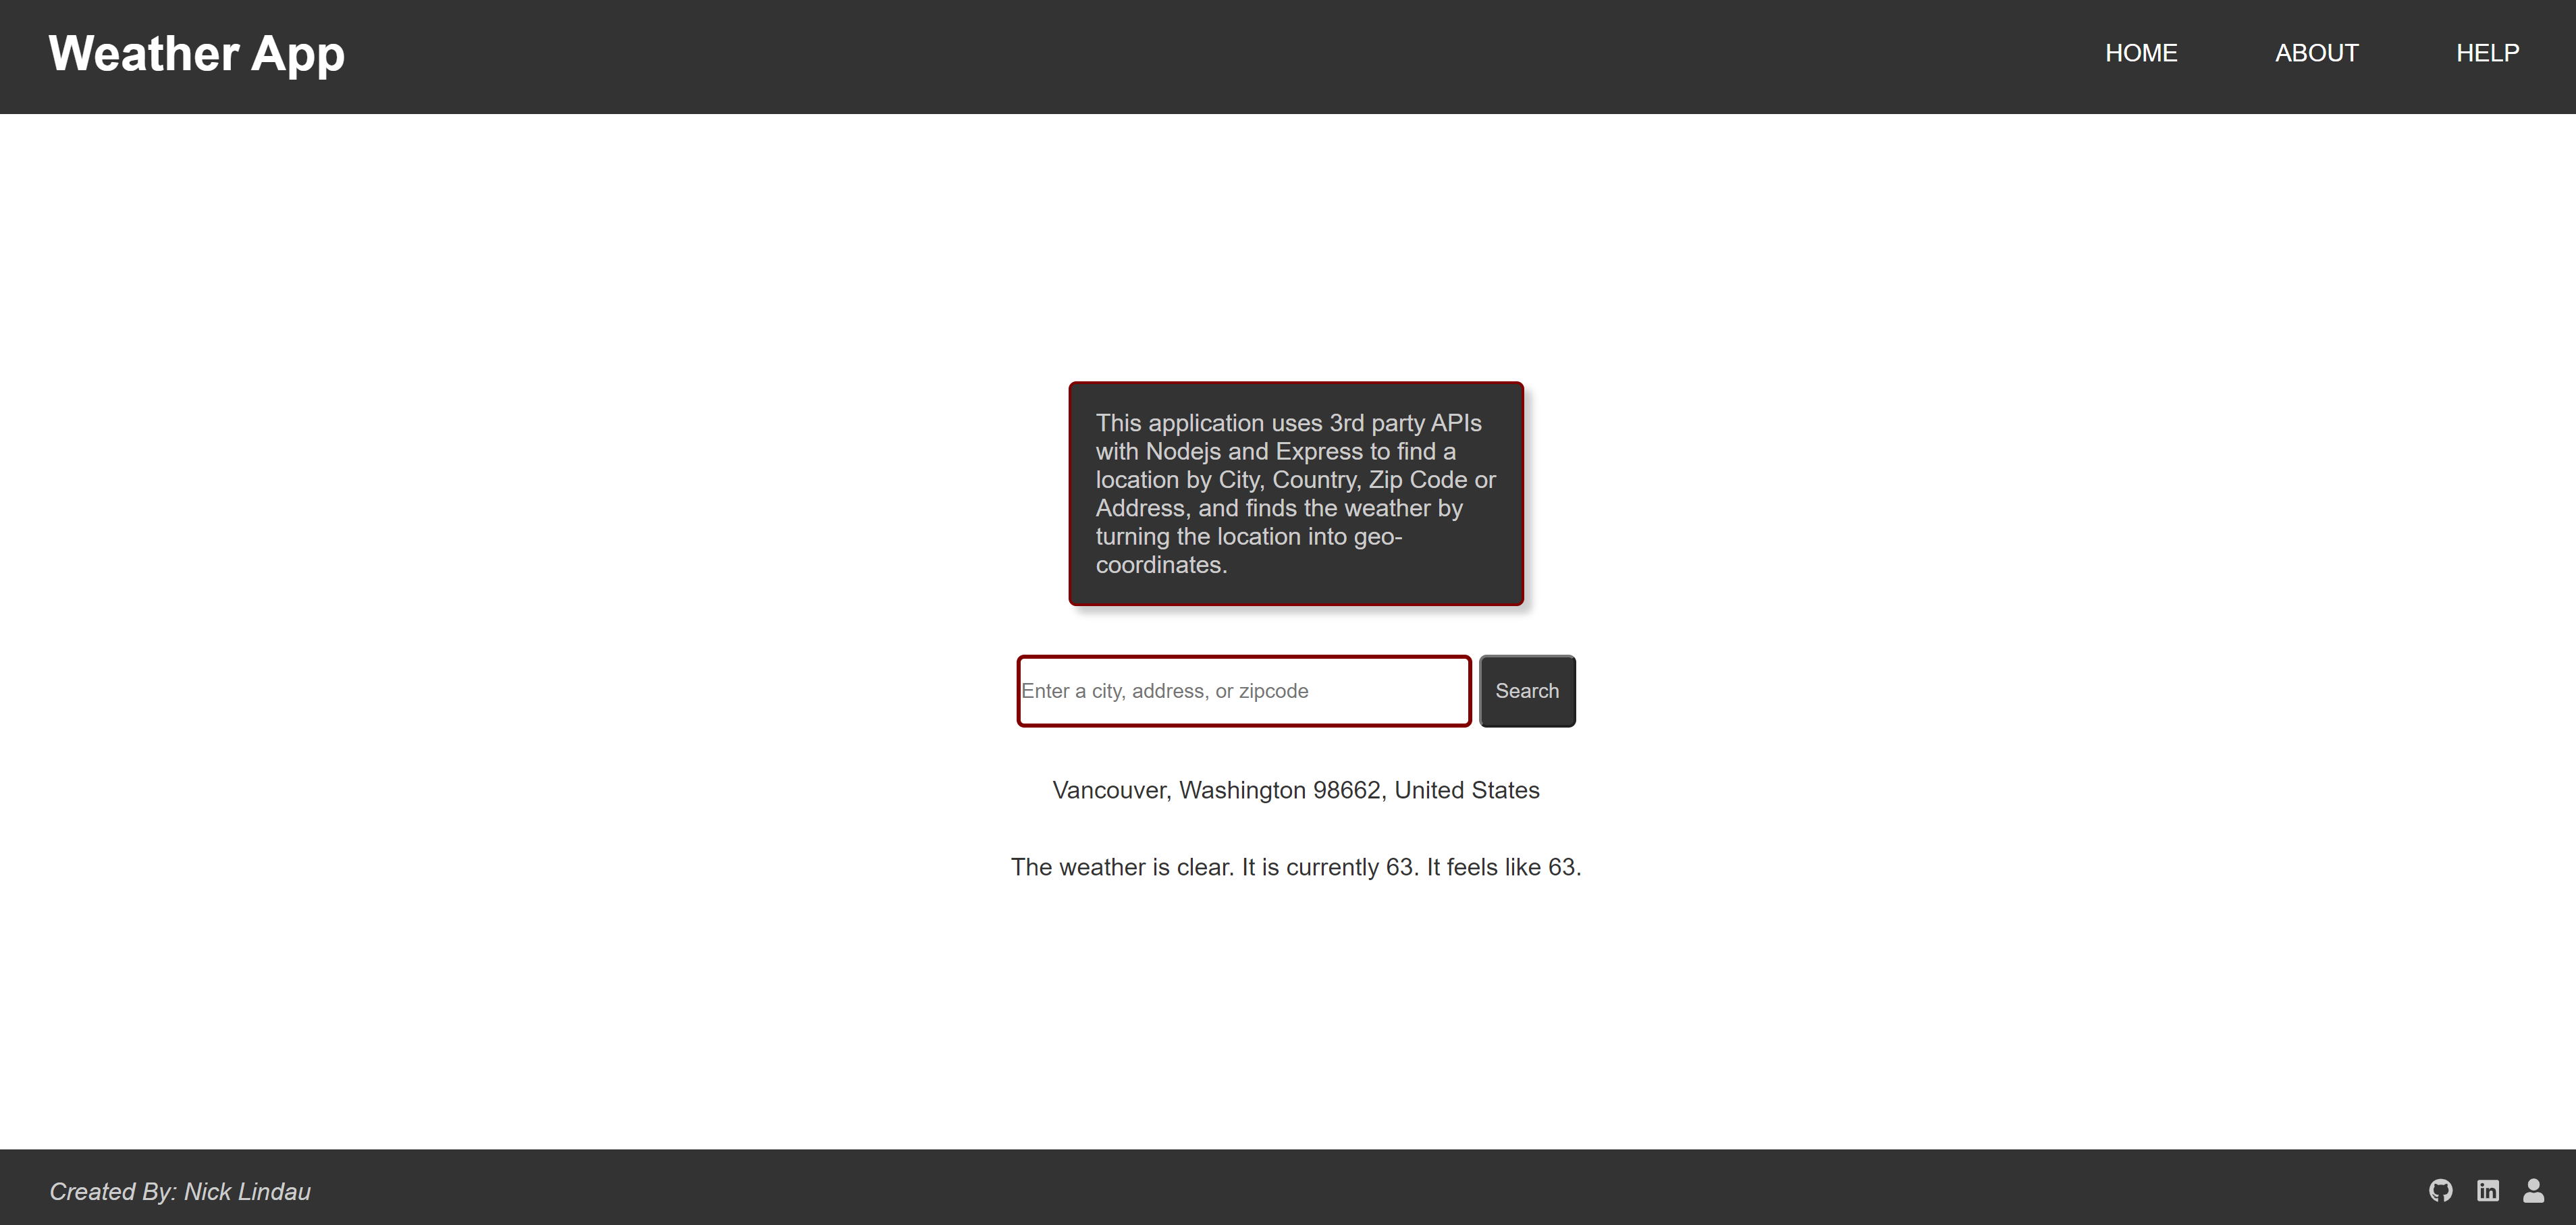 Weather App
HOME
ABOUT
HELP
This application uses 3rd party APIs
with Nodejs and Express to find a
location by City, Country, Zip Code or
Address, and finds the weather by
turning the location into geo-
coordinates.
Enter a city, address, or zipcode
Search
Vancouver, Washington 98662, United States
The weather is clear. It is currently 63. It feels like 63.
Created By: Nick Lindau
in